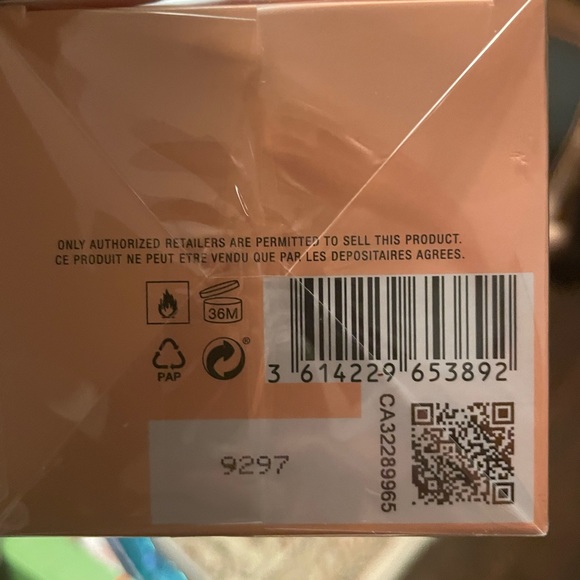 ONLY AUTHORIZED RETAILERS ARE PERMITTED TO SELL THIS PRODUCT.
CE PRODUIT NE PEUT ETRE VENDU QUE PAR LES DEPOSITAIRES AGREES.
36M
PAP
®
3 614229 653892
CA32289965
9297